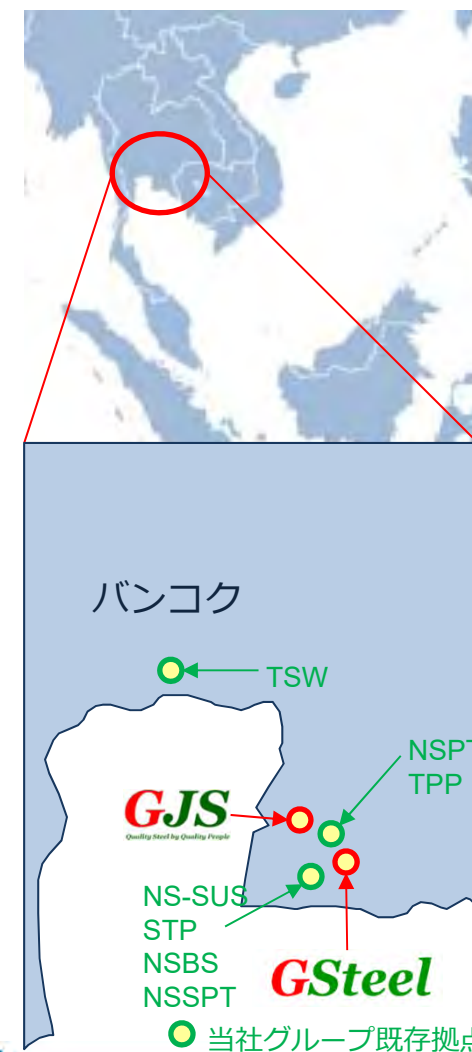 バンコク
TSW
NSPT
TPP
GJS
Quality Steel by Quality People
NS-SUS
STP
NSBS
NSSPT
GSteel
当社グループ既存拠点